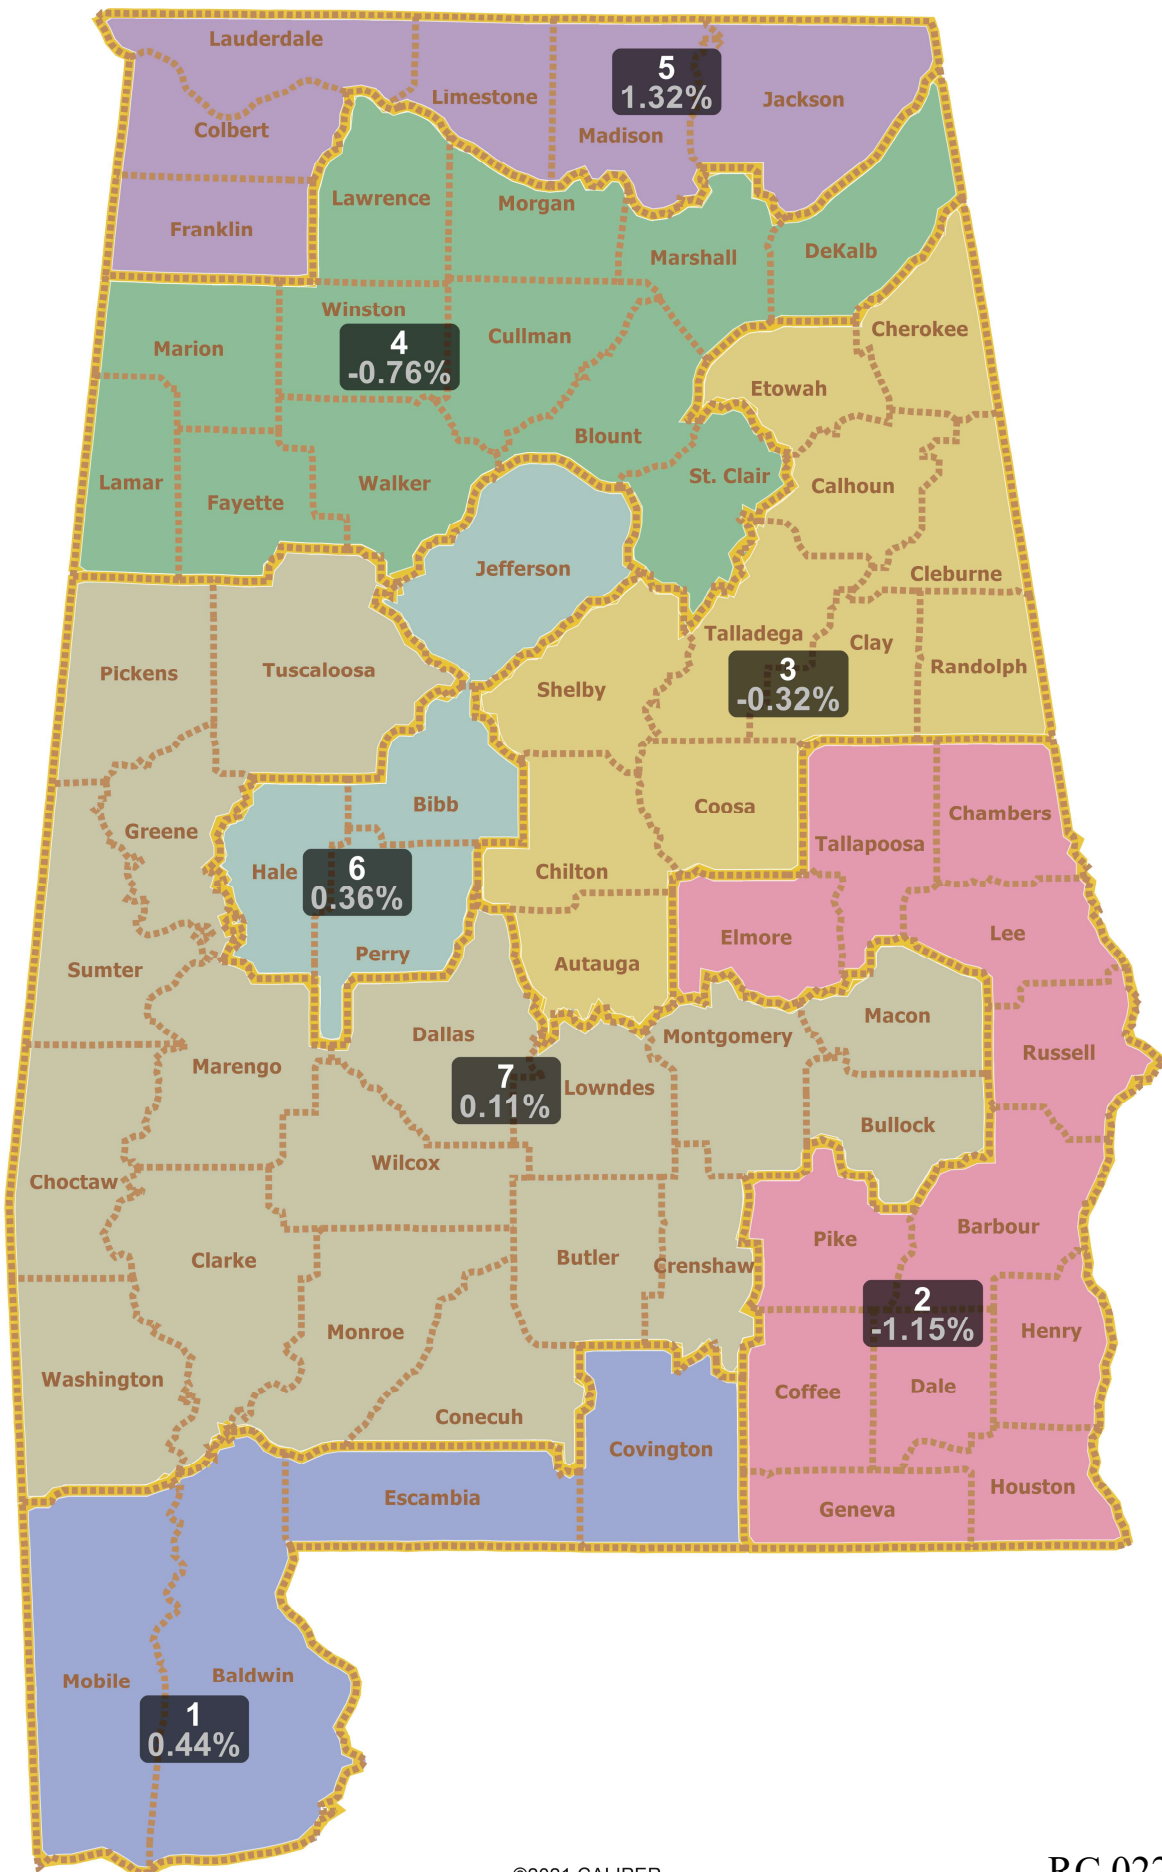 Lauderdale
5
1.32%
Limestone
Jackson
Colbert
Madison
Lawrence
Morgan
Franklin
DeKalb
Marshall
Winston
Cherokee
4
-0.76%
Cullman
Marion
Etowah
Blount
St. Clair
Lamar
Walker
Calhoun
Fayette
Jefferson
Cleburne
Talladega
Clay
Pickens
Tuscaloosa
Randolph
3
-0.32%
Shelby
Bibb
Coosa
Chambers
Greene
Tallapoosa
Hale
6
0.36%
Chilton
Elmore
Lee
Perry
Autauga
Sumter
Macon
Dallas
Montgomery
Russell
Marengo
7
0.11%
Lowndes
Bullock
Wilcox
Choctaw
Barbour
Pike
Clarke
Butler
Crenshaw
2
-1.15%
Monroe
Henry
Washington
Coffee
Dale
Conecuh
Covington
Houston
Escambia
Geneva
Mobile
Baldwin
1
0.44%